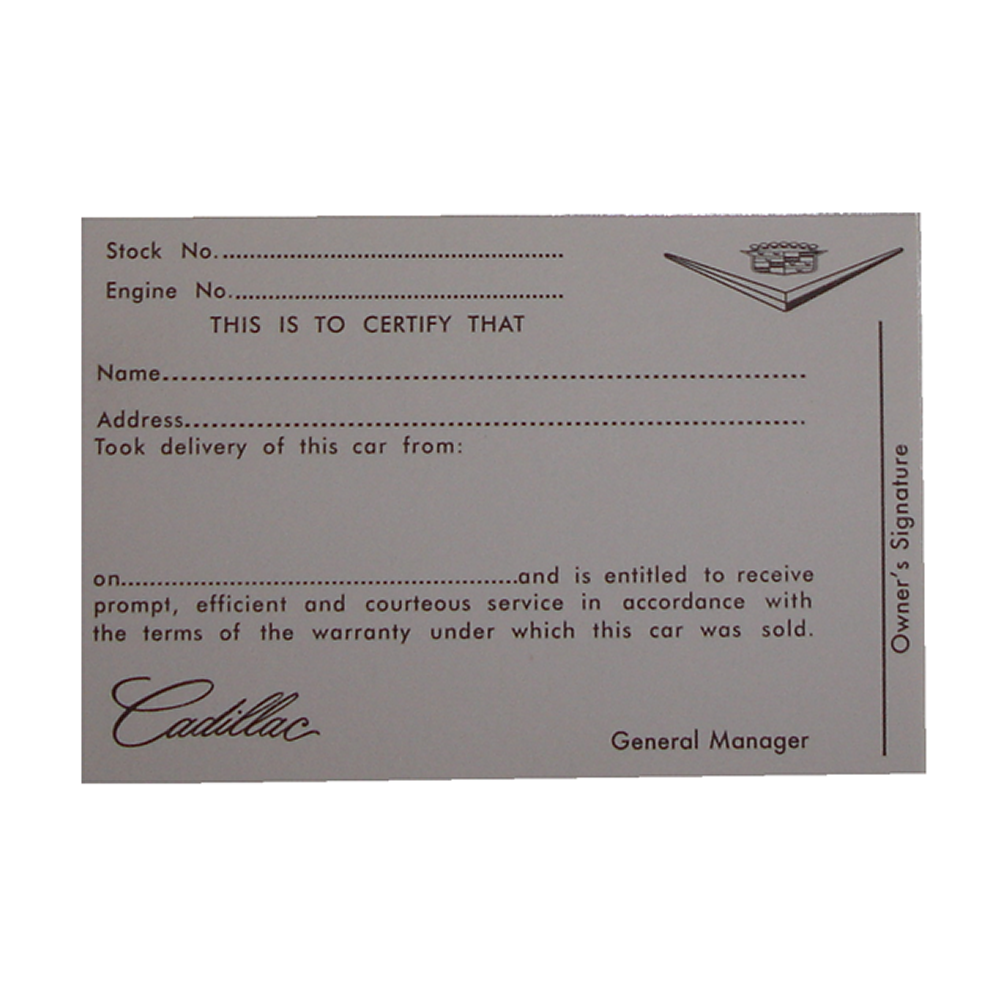 Stock No.......................................................
Engine No.......................................................
THIS IS TO CERTIFY THAT
Name.......................................................................
Address.......................................................................
Took delivery of this car from:
on.......................................................and is entitled to receive
prompt, efficient and courteous service in accordance with
the terms of the warranty under which this car was sold.
Cadillac
General Manager
Owner's Signature